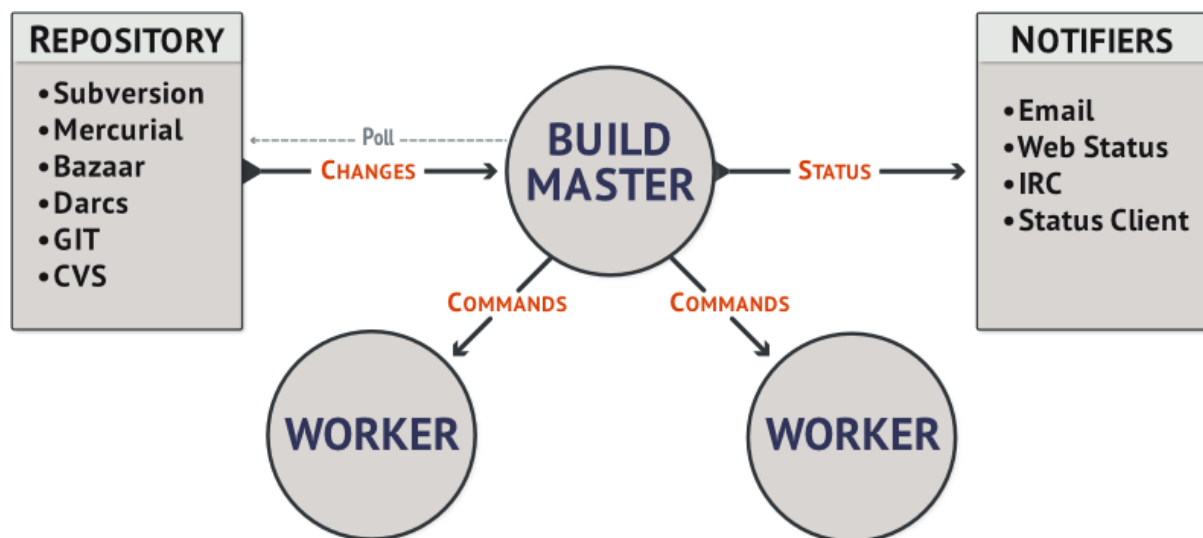 REPOSITORY
•Subversion
•Mercurial
•Bazaar
•Darcs
•GIT
•CVS
Poll
CHANGES
BUILD
MASTER
STATUS
NOTIFIERS
•Email
•Web Status
•IRC
•Status Client
COMMANDS
COMMANDS
WORKER
WORKER